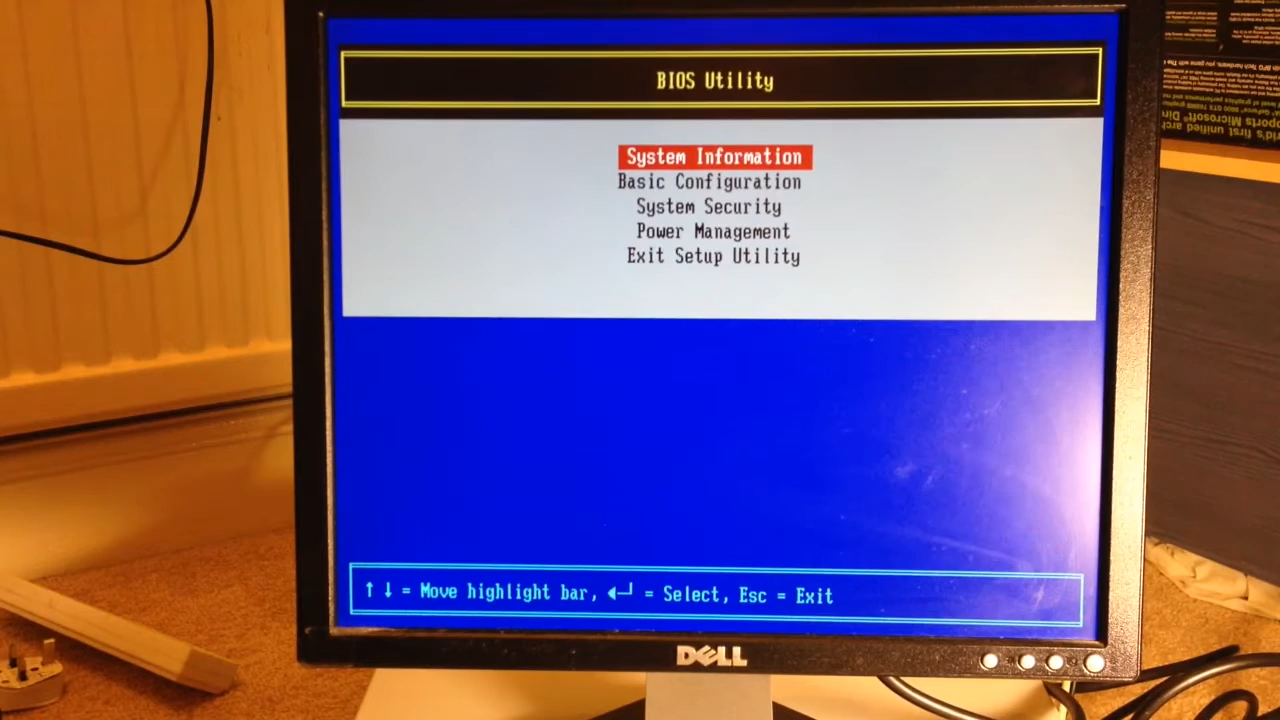 BIOS Utility
System Information
Basic Configuration
System Security
Power Management
Exit Setup Utility
↑ ↓ = Move highlight bar, ◄┘ = Select, Esc = Exit
DELL